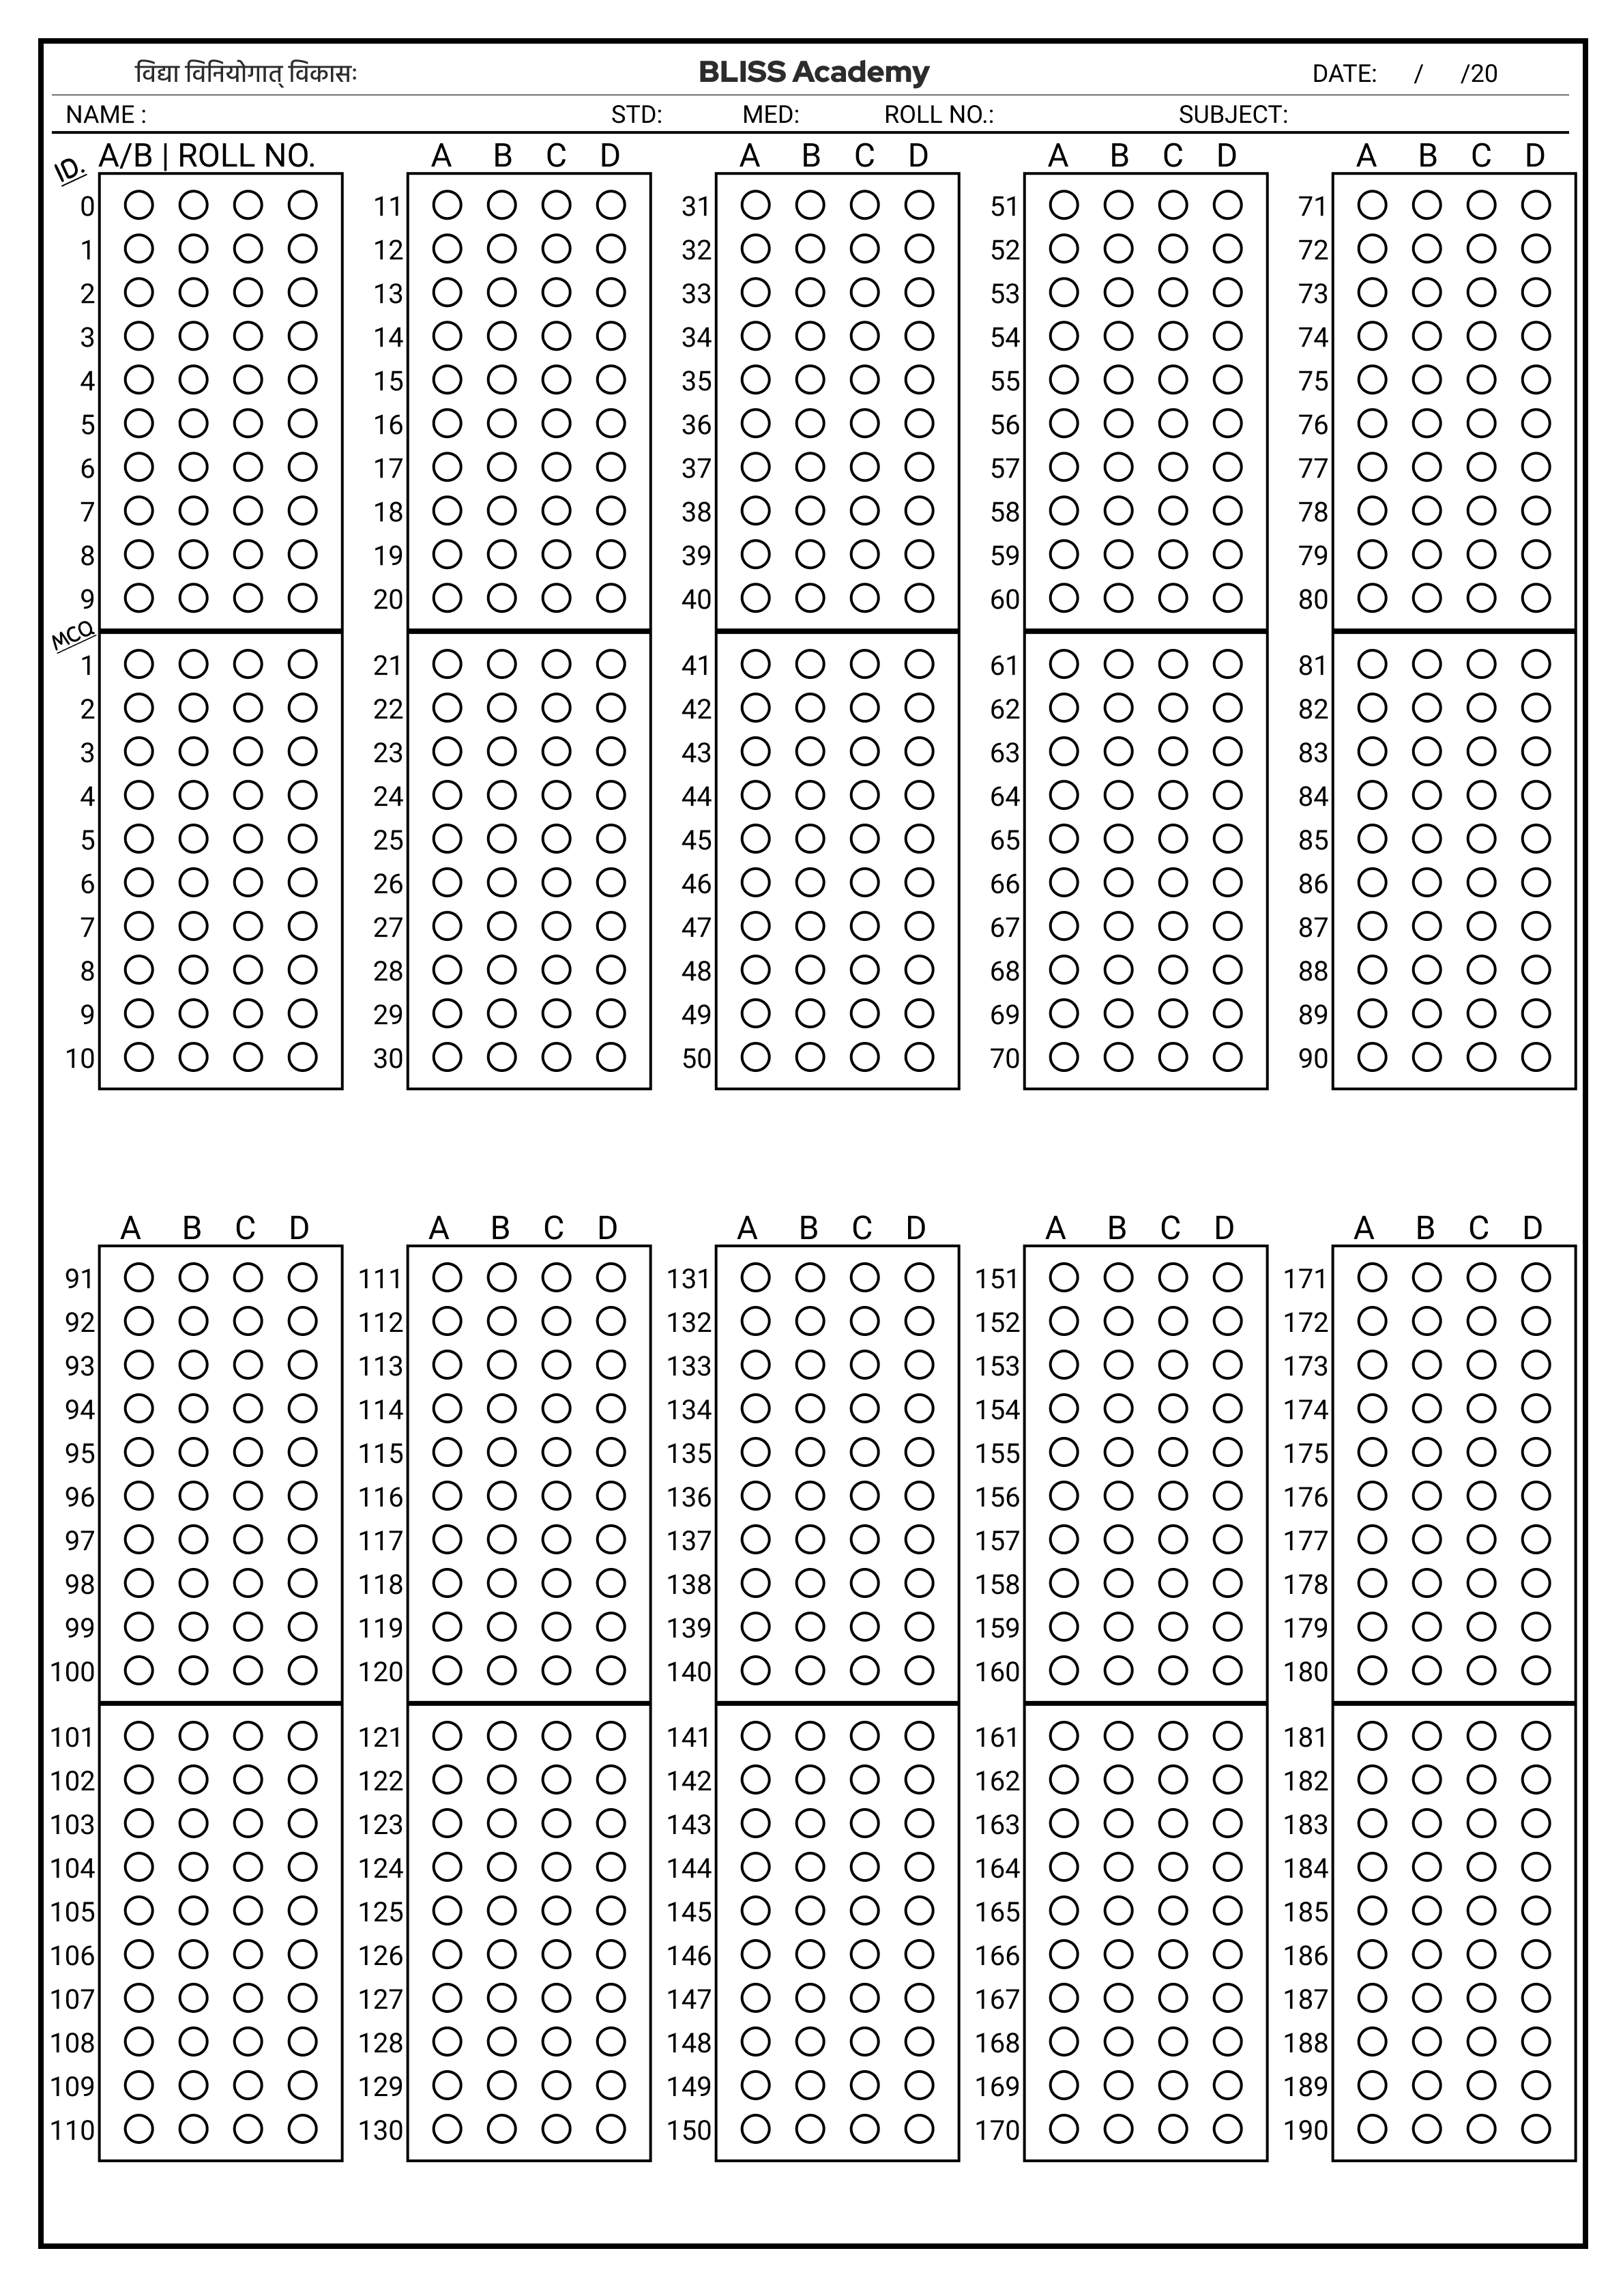 विद्या विनियोगात् विकासः BLISS Academy DATE: / /20
NAME : STD: MED: ROLL NO.: SUBJECT:
ID. A/B | ROLL NO. A B C D A B C D A B C D A B C D
0 11 31 51 71
1 12 32 52 72
2 13 33 53 73
3 14 34 54 74
4 15 35 55 75
5 16 36 56 76
6 17 37 57 77
7 18 38 58 78
8 19 39 59 79
9 20 40 60 80
MCQ
1 21 41 61 81
2 22 42 62 82
3 23 43 63 83
4 24 44 64 84
5 25 45 65 85
6 26 46 66 86
7 27 47 67 87
8 28 48 68 88
9 29 49 69 89
10 30 50 70 90
A B C D A B C D A B C D A B C D A B C D
91 111 131 151 171
92 112 132 152 172
93 113 133 153 173
94 114 134 154 174
95 115 135 155 175
96 116 136 156 176
97 117 137 157 177
98 118 138 158 178
99 119 139 159 179
100 120 140 160 180
101 121 141 161 181
102 122 142 162 182
103 123 143 163 183
104 124 144 164 184
105 125 145 165 185
106 126 146 166 186
107 127 147 167 187
108 128 148 168 188
109 129 149 169 189
110 130 150 170 190